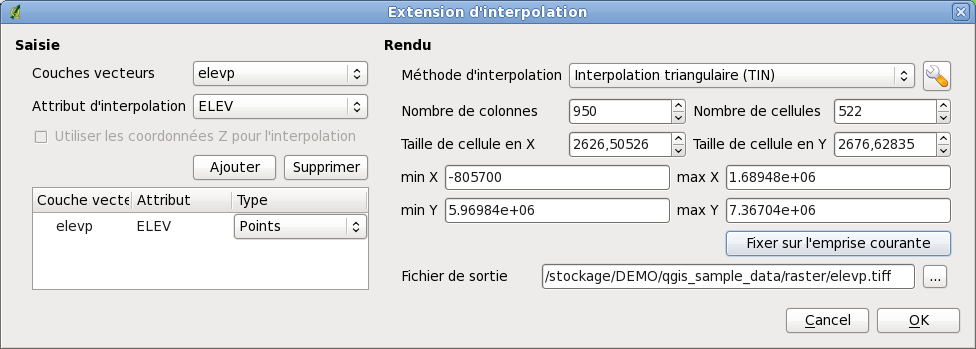 Extension d'interpolation
Saisie
Couches vecteurs elevp
Attribut d'interpolation ELEV
Utiliser les coordonnées Z pour l'interpolation
Ajouter Supprimer
Couche vecte Attribut Type
elevp ELEV Points
Rendu
Méthode d'interpolation Interpolation triangulaire (TIN)
Nombre de colonnes 950 Nombre de cellules 522
Taille de cellule en X 2626,50526 Taille de cellule en Y 2676,62835
min X -805700 max X 1.68948e+06
min Y 5.96984e+06 max Y 7.36704e+06
Fixer sur l'emprise courante
Fichier de sortie /stockage/DEMO/qgis_sample_data/raster/elevp.tiff ...
Cancel OK